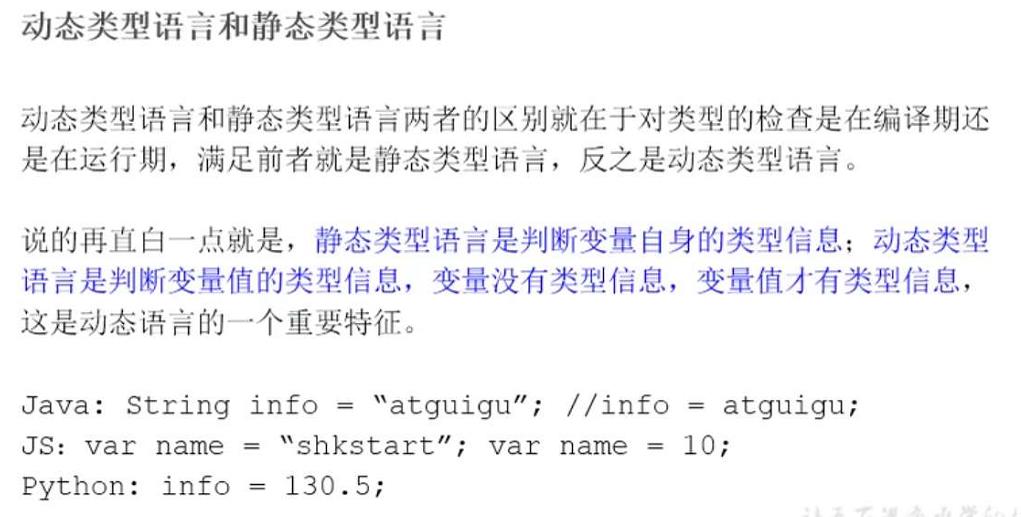 动态类型语言和静态类型语言
动态类型语言和静态类型语言两者的区别就在于对类型的检查是在编译期还
是在运行期，满足前者就是静态类型语言，反之是动态类型语言。
说的再直白一点就是，静态类型语言是判断变量自身的类型信息；动态类型
语言是判断变量值的类型信息，变量没有类型信息，变量值才有类型信息，
这是动态语言的一个重要特征。
Java: String info = “atguigu”; //info = atguigu;
JS：var name = “shkstart”; var name = 10;
Python: info = 130.5;